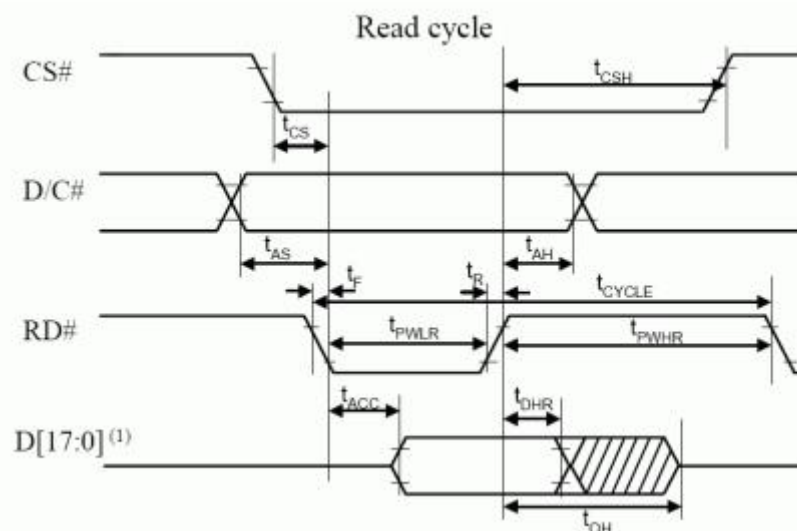 Read cycle
CS#
tCSH
tCS
D/C#
tAS
tAH
tF
tR
tCYCLE
RD#
tPWLR
tPWHR
tACC
tDHR
D[17:0] (1)
tOH